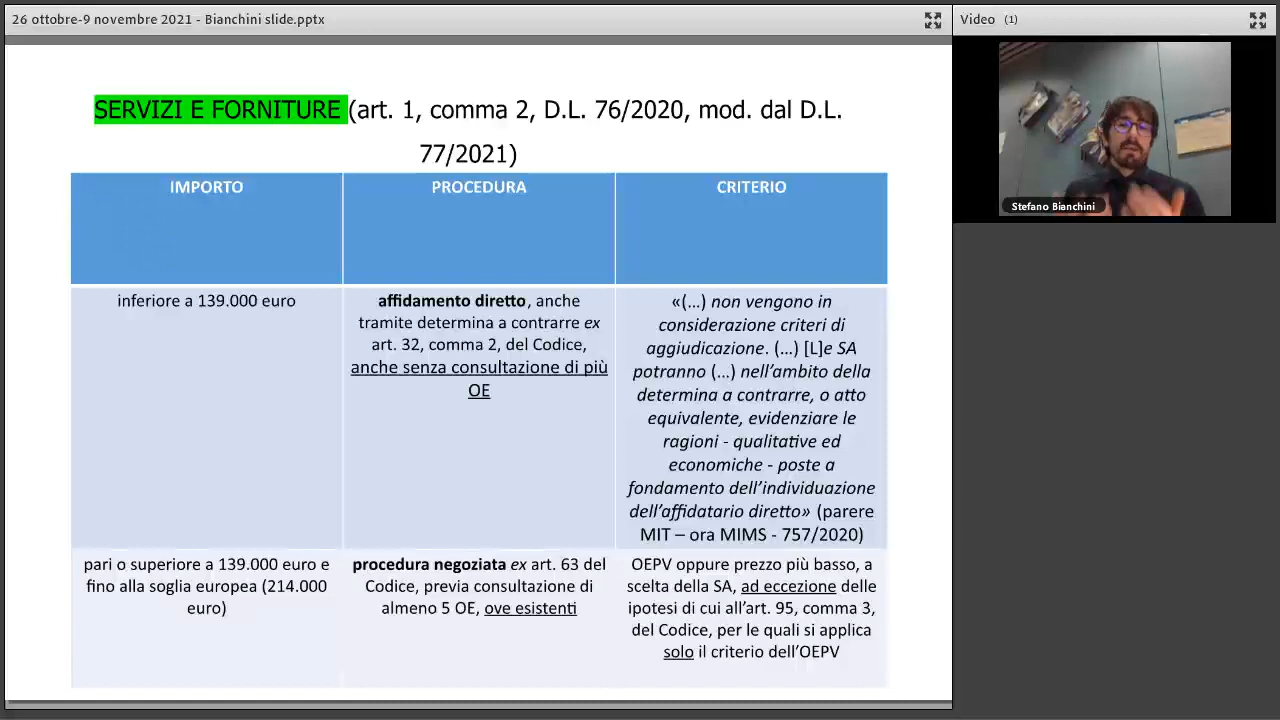 26 ottobre-9 novembre 2021 - Bianchini slide.pptx
Video (1)
Stefano Bianchini
SERVIZI E FORNITURE (art. 1, comma 2, D.L. 76/2020, mod. dal D.L.
77/2021)
IMPORTO
PROCEDURA
CRITERIO
inferiore a 139.000 euro
affidamento diretto, anche
tramite determina a contrarre ex
art. 32, comma 2, del Codice,
anche senza consultazione di più
OE
«(…) non vengono in
considerazione criteri di
aggiudicazione. (…) [L]e SA
potranno (…) nell’ambito della
determina a contrarre, o atto
equivalente, evidenziare le
ragioni - qualitative ed
economiche - poste a
fondamento dell’individuazione
dell’affidatario diretto» (parere
MIT – ora MIMS - 757/2020)
pari o superiore a 139.000 euro e
fino alla soglia europea (214.000
euro)
procedura negoziata ex art. 63 del
Codice, previa consultazione di
almeno 5 OE, ove esistenti
OEPV oppure prezzo più basso, a
scelta della SA, ad eccezione delle
ipotesi di cui all’art. 95, comma 3,
del Codice, per le quali si applica
solo il criterio dell’OEPV